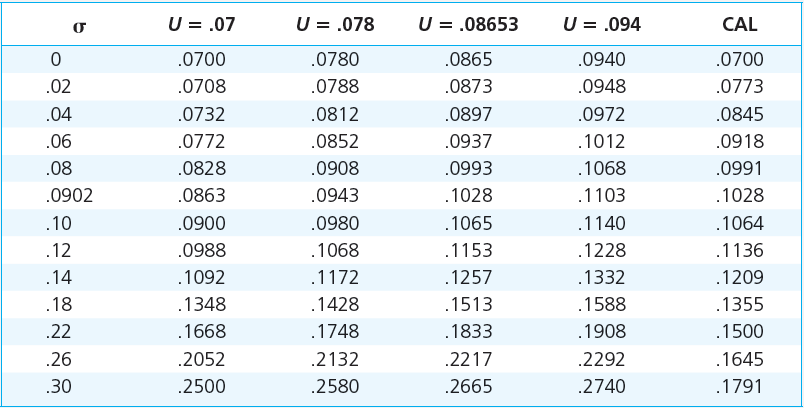 σ U = .07 U = .078 U = .08653 U = .094 CAL
0 .0700 .0780 .0865 .0940 .0700
.02 .0708 .0788 .0873 .0948 .0773
.04 .0732 .0812 .0897 .0972 .0845
.06 .0772 .0852 .0937 .1012 .0918
.08 .0828 .0908 .0993 .1068 .0991
.0902 .0863 .0943 .1028 .1103 .1028
.10 .0900 .0980 .1065 .1140 .1064
.12 .0988 .1068 .1153 .1228 .1136
.14 .1092 .1172 .1257 .1332 .1209
.18 .1348 .1428 .1513 .1588 .1355
.22 .1668 .1748 .1833 .1908 .1500
.26 .2052 .2132 .2217 .2292 .1645
.30 .2500 .2580 .2665 .2740 .1791